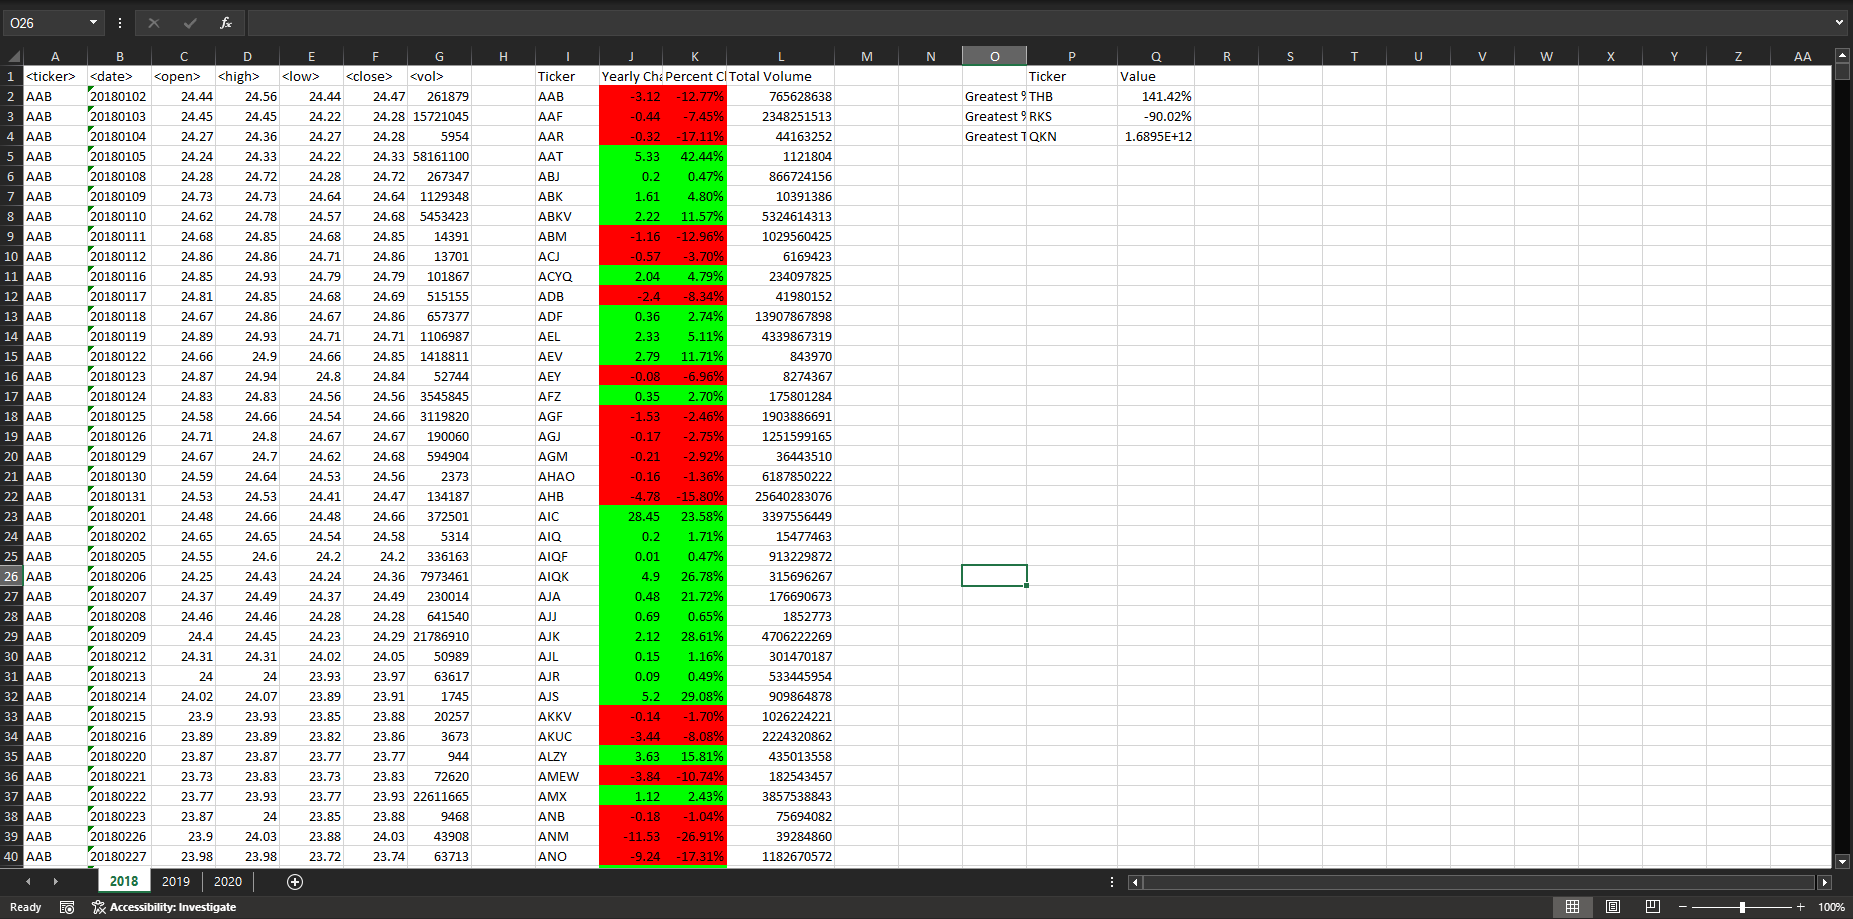 O26 fx
A B C D E F G H I J K L M N O P Q R S T U V W X Y Z AA
1 <ticker> <date> <open> <high> <low> <close> <vol> Ticker Yearly Cha Percent Cl Total Volume Ticker Value
2 AAB 20180102 24.44 24.56 24.44 24.47 261879 AAB -3.12 -12.77% 765628638 Greatest % THB 141.42%
3 AAB 20180103 24.45 24.45 24.22 24.28 15721045 AAF -0.44 -7.45% 2348251513 Greatest % RKS -90.02%
4 AAB 20180104 24.27 24.36 24.27 24.28 5954 AAR -0.32 -17.11% 44163252 Greatest T QKN 1.6895E+12
5 AAB 20180105 24.24 24.33 24.22 24.33 58161100 AAT 5.33 42.44% 1121804
6 AAB 20180108 24.28 24.72 24.28 24.72 267347 ABJ 0.2 0.47% 866724156
7 AAB 20180109 24.73 24.73 24.64 24.64 1129348 ABK 1.61 4.80% 10391386
8 AAB 20180110 24.62 24.78 24.57 24.68 5453423 ABKV 2.22 11.57% 5324614313
9 AAB 20180111 24.68 24.85 24.68 24.85 14391 ABM -1.16 -12.96% 1029560425
10 AAB 20180112 24.86 24.86 24.71 24.86 13701 ACJ -0.57 -3.70% 6169423
11 AAB 20180116 24.85 24.93 24.79 24.79 101867 ACYQ 2.04 4.79% 234097825
12 AAB 20180117 24.81 24.85 24.68 24.69 515155 ADB -2.4 -8.34% 41980152
13 AAB 20180118 24.67 24.86 24.67 24.86 657377 ADF 0.36 2.74% 13907867898
14 AAB 20180119 24.89 24.93 24.71 24.71 1106987 AEL 2.33 5.11% 4339867319
15 AAB 20180122 24.66 24.9 24.66 24.85 1418811 AEV 2.79 11.71% 843970
16 AAB 20180123 24.87 24.94 24.8 24.84 52744 AEY -0.08 -6.96% 8274367
17 AAB 20180124 24.83 24.83 24.56 24.56 3545845 AFZ 0.35 2.70% 175801284
18 AAB 20180125 24.58 24.66 24.54 24.66 3119820 AGF -1.53 -2.46% 1903886691
19 AAB 20180126 24.71 24.8 24.67 24.67 190060 AGJ -0.17 -2.75% 1251599165
20 AAB 20180129 24.67 24.7 24.62 24.68 594904 AGM -0.21 -2.92% 36443510
21 AAB 20180130 24.59 24.64 24.53 24.56 2373 AHAO -0.16 -1.36% 6187850222
22 AAB 20180131 24.53 24.53 24.41 24.47 134187 AHB -4.78 -15.80% 25640283076
23 AAB 20180201 24.48 24.66 24.48 24.66 372501 AIC 28.45 23.58% 3397556449
24 AAB 20180202 24.65 24.65 24.54 24.58 5314 AIQ 0.2 1.71% 15477463
25 AAB 20180205 24.55 24.6 24.2 24.2 336163 AIQF 0.01 0.47% 913229872
26 AAB 20180206 24.25 24.43 24.24 24.36 7973461 AIQK 4.9 26.78% 315696267
27 AAB 20180207 24.37 24.49 24.37 24.49 230014 AJA 0.48 21.72% 176690673
28 AAB 20180208 24.46 24.46 24.28 24.28 641540 AJJ 0.69 0.65% 1852773
29 AAB 20180209 24.4 24.45 24.23 24.29 21786910 AJK 2.12 28.61% 4706222269
30 AAB 20180212 24.31 24.31 24.02 24.05 50989 AJL 0.15 1.16% 301470187
31 AAB 20180213 24 24 23.93 23.97 63617 AJR 0.09 0.49% 533445954
32 AAB 20180214 24.02 24.07 23.89 23.91 1745 AJS 5.2 29.08% 909864878
33 AAB 20180215 23.9 23.93 23.85 23.88 20257 AKKV -0.14 -1.70% 1026224221
34 AAB 20180216 23.89 23.89 23.82 23.86 3673 AKUC -3.44 -8.08% 2224320862
35 AAB 20180220 23.87 23.87 23.77 23.77 944 ALZY 3.63 15.81% 435013558
36 AAB 20180221 23.73 23.83 23.73 23.83 72620 AMEW -3.84 -10.74% 182543457
37 AAB 20180222 23.77 23.93 23.77 23.93 22611665 AMX 1.12 2.43% 3857538843
38 AAB 20180223 23.87 24 23.85 23.88 9468 ANB -0.18 -1.04% 75694082
39 AAB 20180226 23.9 24.03 23.88 24.03 43908 ANM -11.53 -26.91% 39284860
40 AAB 20180227 23.98 23.98 23.72 23.74 63713 ANO -9.24 -17.31% 1182670572
2018 2019 2020
Ready Accessibility: Investigate 100%